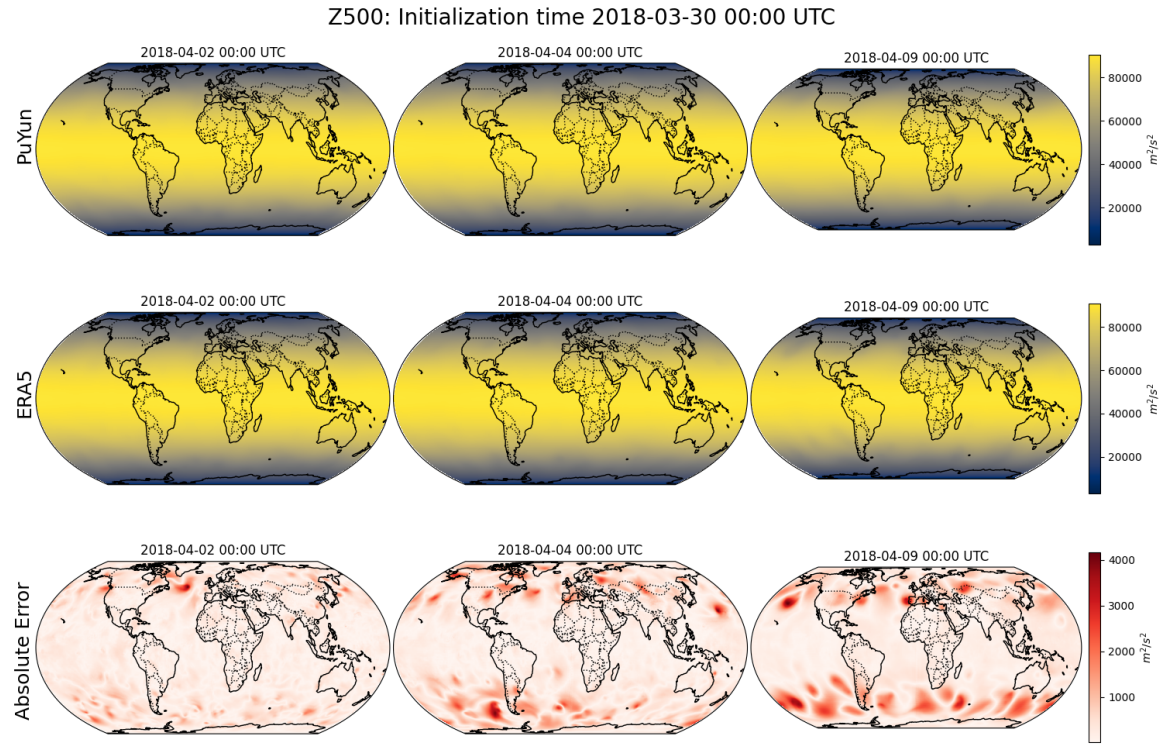 Z500: Initialization time 2018-03-30 00:00 UTC
2018-04-02 00:00 UTC
2018-04-04 00:00 UTC
2018-04-09 00:00 UTC
PuYun
80000
60000
40000
20000
m²/s²
2018-04-02 00:00 UTC
2018-04-04 00:00 UTC
2018-04-09 00:00 UTC
ERA5
80000
60000
40000
20000
m²/s²
2018-04-02 00:00 UTC
2018-04-04 00:00 UTC
2018-04-09 00:00 UTC
Absolute Error
4000
3000
2000
1000
m²/s²